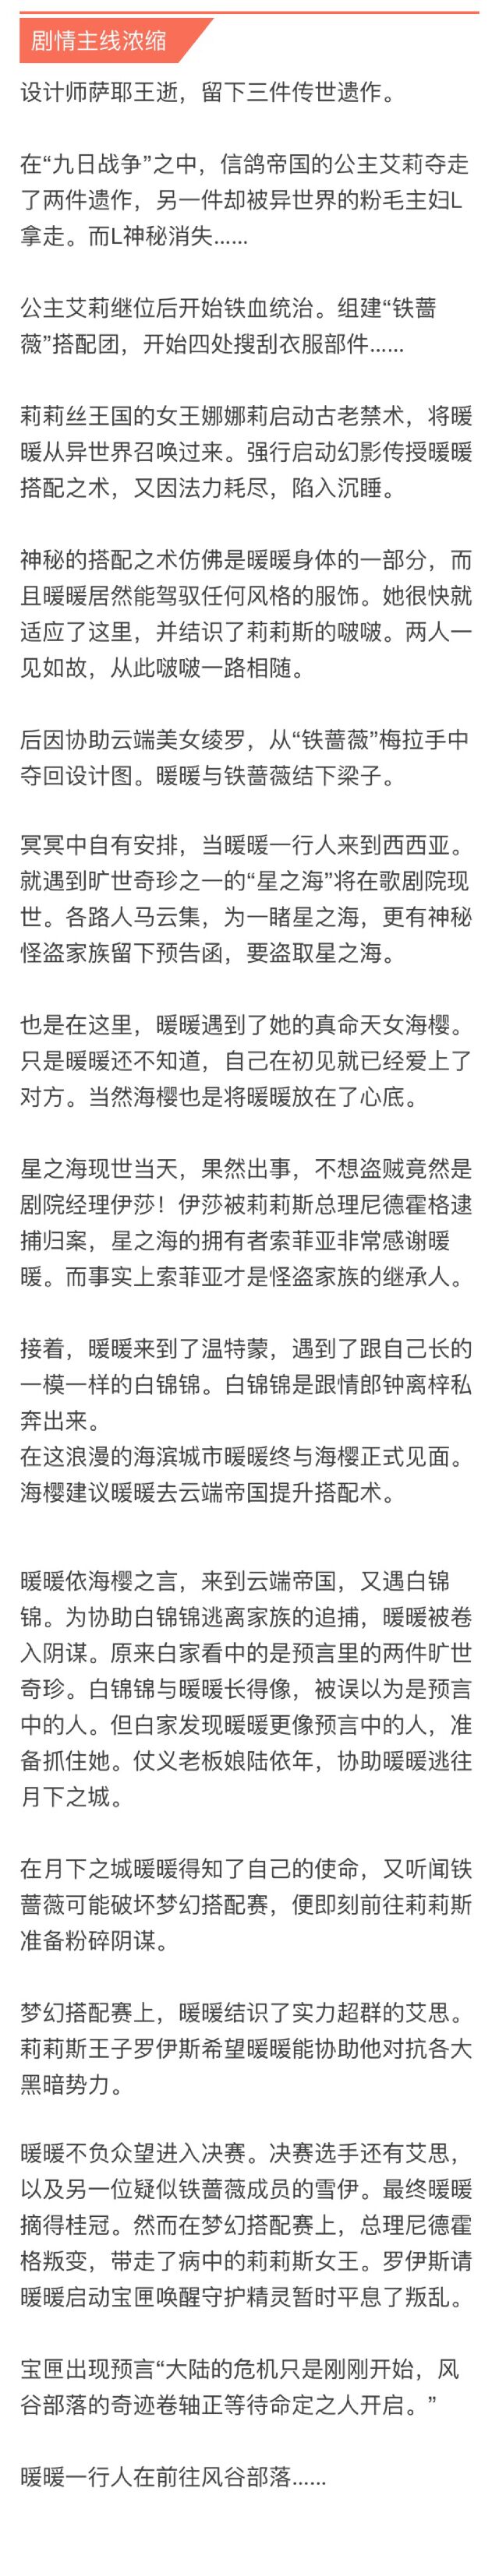 剧情主线浓缩
设计师萨耶王逝，留下三件传世遗作。
在“九日战争”之中，信鸽帝国的公主艾莉夺走
了两件遗作，另一件却被异世界的粉毛主妇L
拿走。而L神秘消失……
公主艾莉继位后开始铁血统治。组建“铁蔷
薇”搭配团，开始四处搜刮衣服部件……
莉莉丝王国的女王娜娜莉启动古老禁术，将暖
暖从异世界召唤过来。强行启动幻影传授暖暖
搭配之术，又因法力耗尽，陷入沉睡。
神秘的搭配之术仿佛是暖暖身体的一部分，而
且暖暖居然能驾驭任何风格的服饰。她很快就
适应了这里，并结识了莉莉斯的啵啵。两人一
见如故，从此啵啵一路相随。
后因协助云端美女绫罗，从“铁蔷薇”梅拉手中
夺回设计图。暖暖与铁蔷薇结下梁子。
冥冥中自有安排，当暖暖一行人来到西西亚。
就遇到旷世奇珍之一的“星之海”将在歌剧院现
世。各路人马云集，为一睹星之海，更有神秘
怪盗家族留下预告函，要盗取星之海。
也是在这里，暖暖遇到了她的真命天女海樱。
只是暖暖还不知道，自己在初见就已经爱上了
对方。当然海樱也是将暖暖放在了心底。
星之海现世当天，果然出事，不想盗贼竟然是
剧院经理伊莎！伊莎被莉莉斯总理尼德霍格逮
捕归案，星之海的拥有者索菲亚非常感谢暖
暖。而事实上索菲亚才是怪盗家族的继承人。
接着，暖暖来到了温特蒙，遇到了跟自己长的
一模一样的白锦锦。白锦锦是跟情郎钟离梓私
奔出来。
在这浪漫的海滨城市暖暖终与海樱正式见面。
海樱建议暖暖去云端帝国提升搭配术。
暖暖依海樱之言，来到云端帝国，又遇白锦
锦。为协助白锦锦逃离家族的追捕，暖暖被卷
入阴谋。原来白家看中的是预言里的两件旷世
奇珍。白锦锦与暖暖长得像，被误以为是预言
中的人。但白家发现暖暖更像预言中的人，准
备抓住她。仗义老板娘陆依年，协助暖暖逃往
月下之城。
在月下之城暖暖得知了自己的使命，又听闻铁
蔷薇可能破坏梦幻搭配赛，便即刻前往莉莉斯
准备粉碎阴谋。
梦幻搭配赛上，暖暖结识了实力超群的艾思。
莉莉斯王子罗伊斯希望暖暖能协助他对抗各大
黑暗势力。
暖暖不负众望进入决赛。决赛选手还有艾思，
以及另一位疑似铁蔷薇成员的雪伊。最终暖暖
摘得桂冠。然而在梦幻搭配赛上，总理尼德霍
格叛变，带走了病中的莉莉斯女王。罗伊斯请
暖暖启动宝匣唤醒守护精灵暂时平息了叛乱。
宝匣出现预言“大陆的危机只是刚刚开始，风
谷部落的奇迹卷轴正等待命定之人开启。”
暖暖一行人在前往风谷部落……